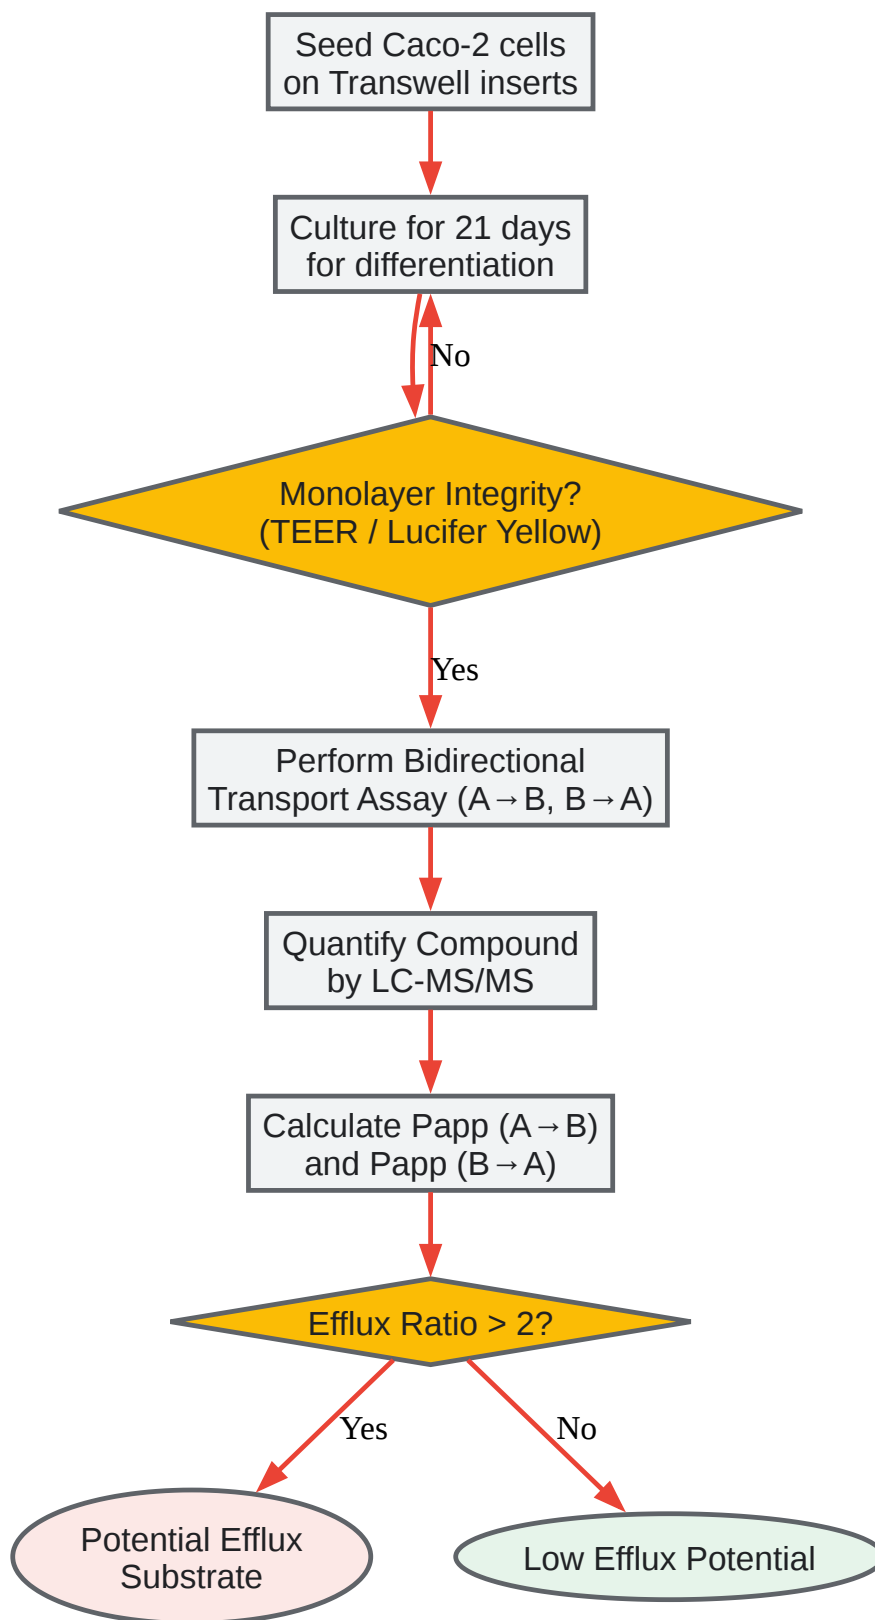 Seed Caco-2 cells
on Transwell inserts
Culture for 21 days
for differentiation
No
Monolayer Integrity?
(TEER / Lucifer Yellow)
Yes
Perform Bidirectional
Transport Assay (A→B, B→A)
Quantify Compound
by LC-MS/MS
Calculate Papp (A→B)
and Papp (B→A)
Efflux Ratio > 2?
Yes
No
Potential Efflux
Substrate
Low Efflux Potential